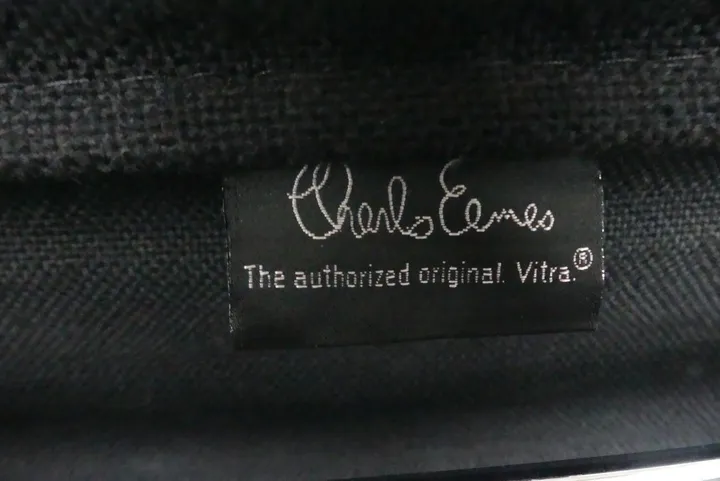 Charles Eames
The authorized original. Vitra.®